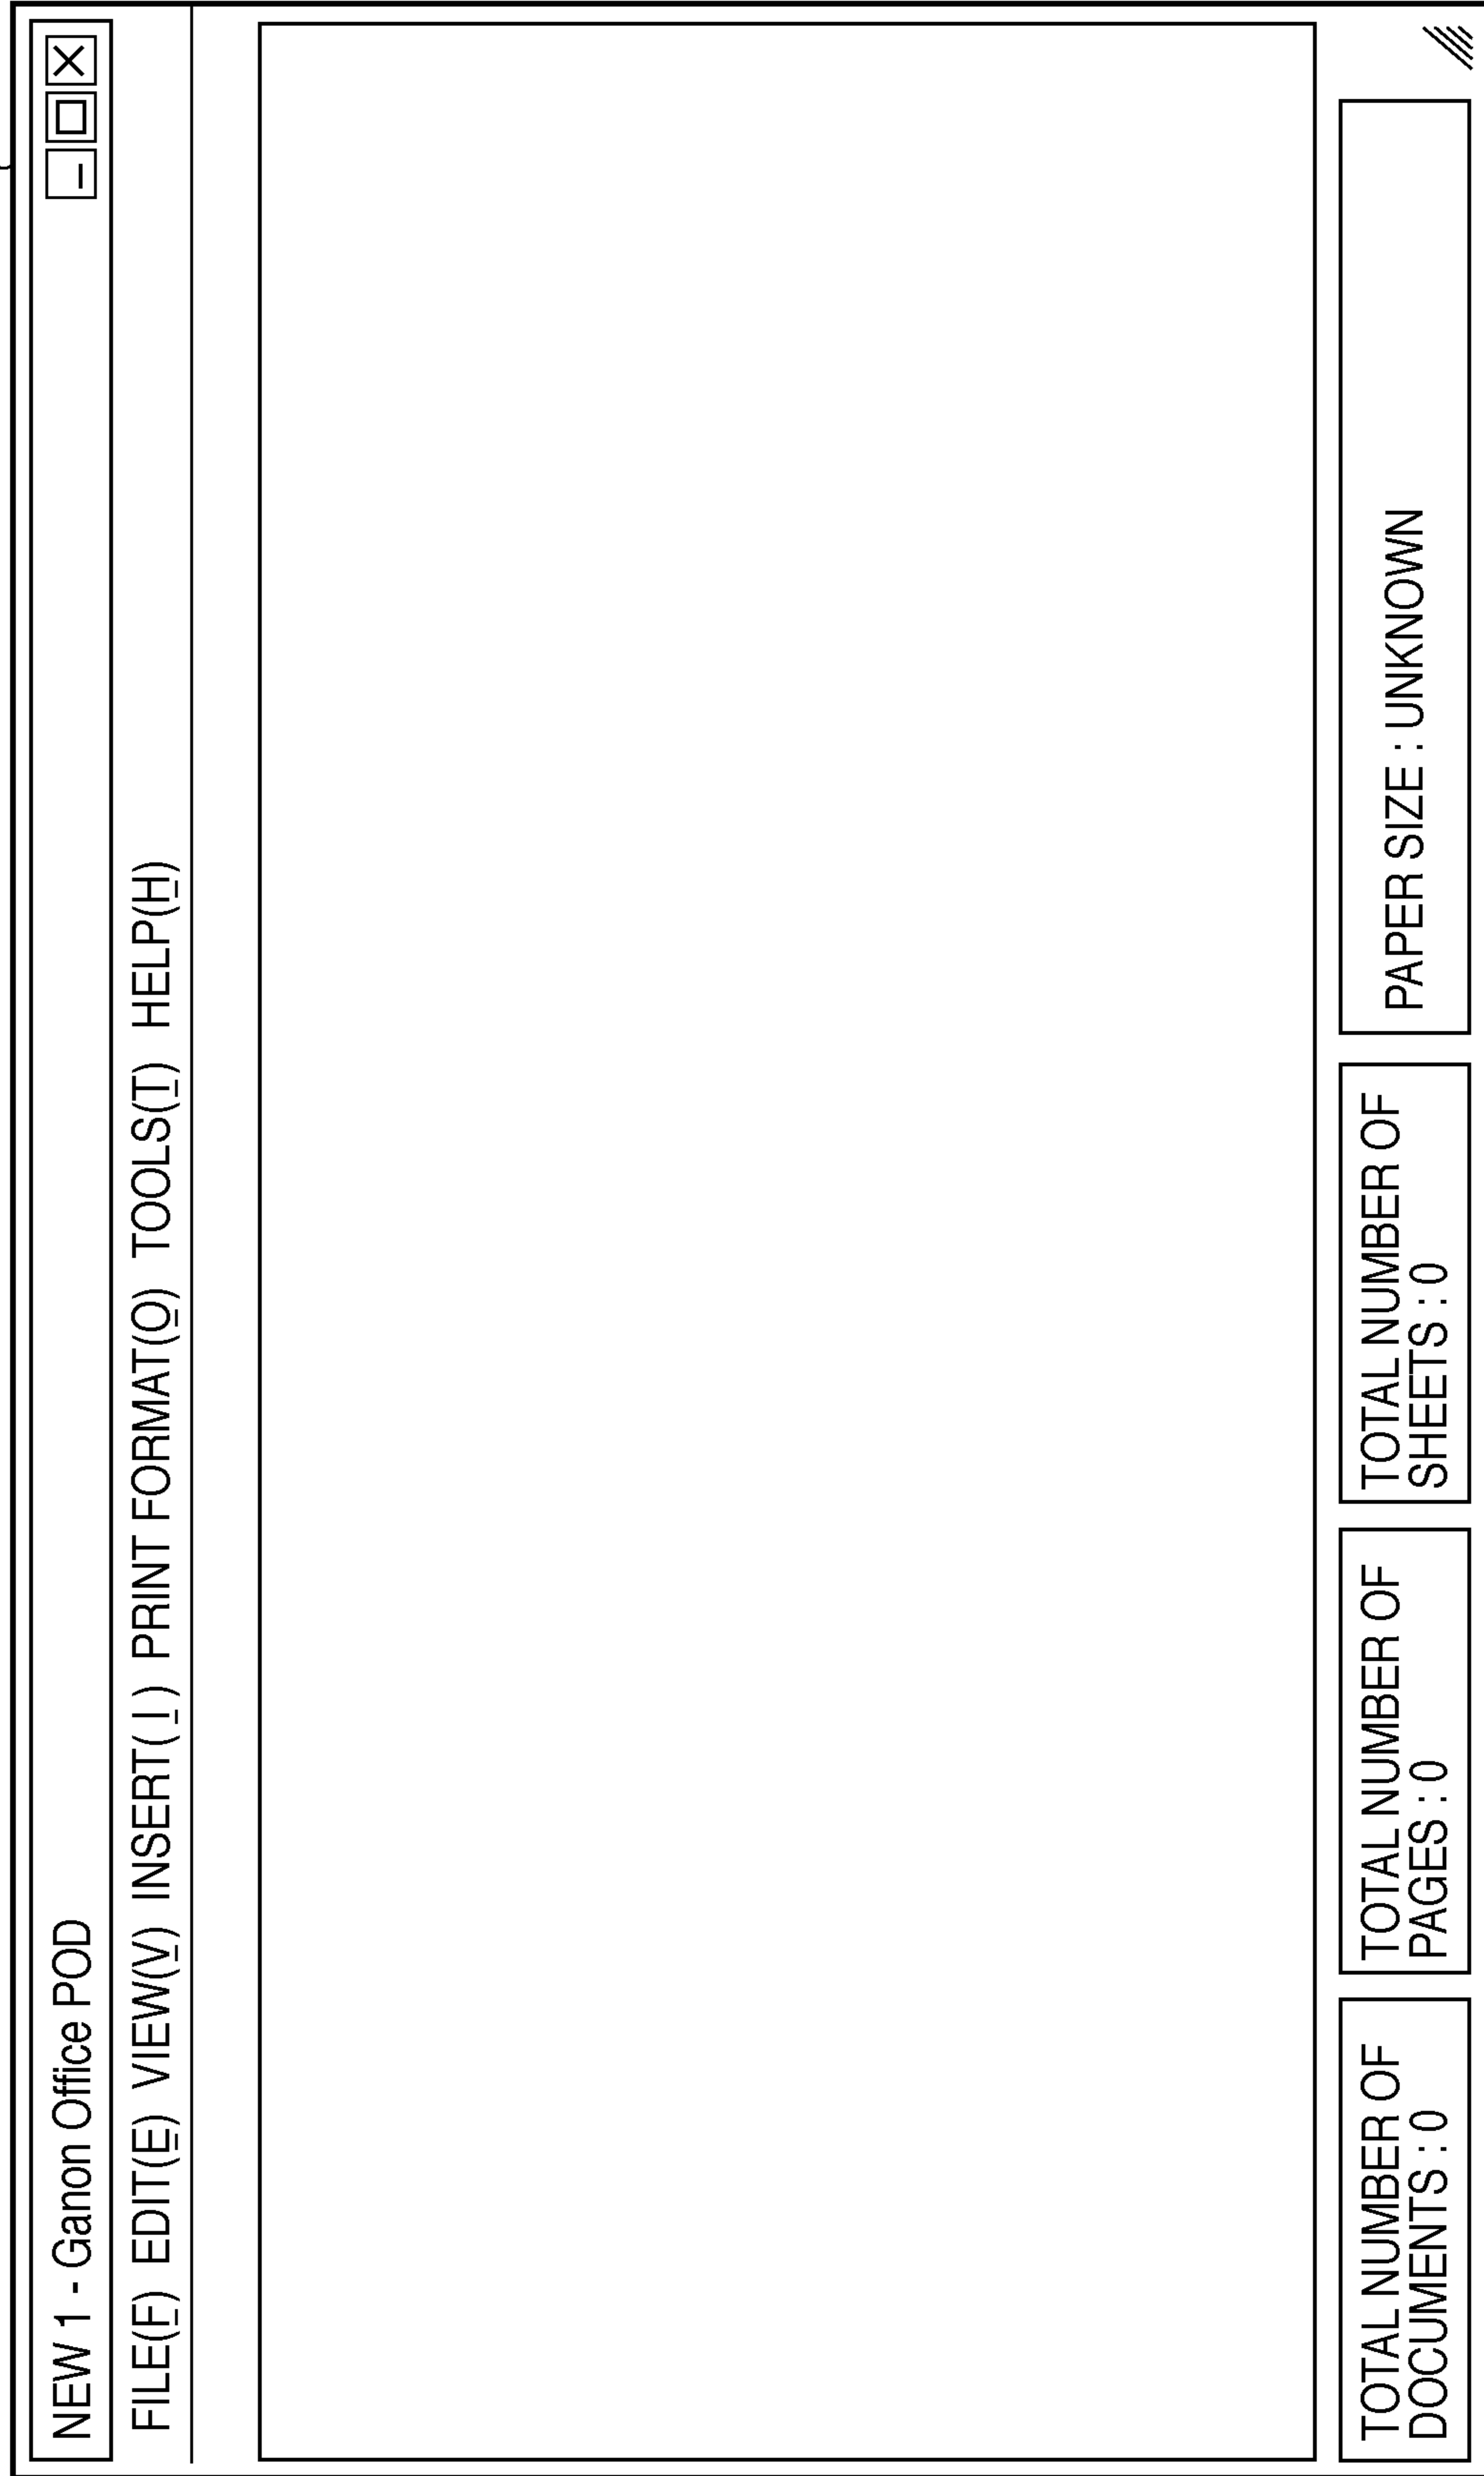 NEW 1 - Ganon Office POD
FILE(F) EDIT(E) VIEW(V) INSERT( I ) PRINT FORMAT(O) TOOLS(T) HELP(H)
TOTAL NUMBER OF
DOCUMENTS : 0
TOTAL NUMBER OF
PAGES : 0
TOTAL NUMBER OF
SHEETS : 0
PAPER SIZE : UNKNOWN